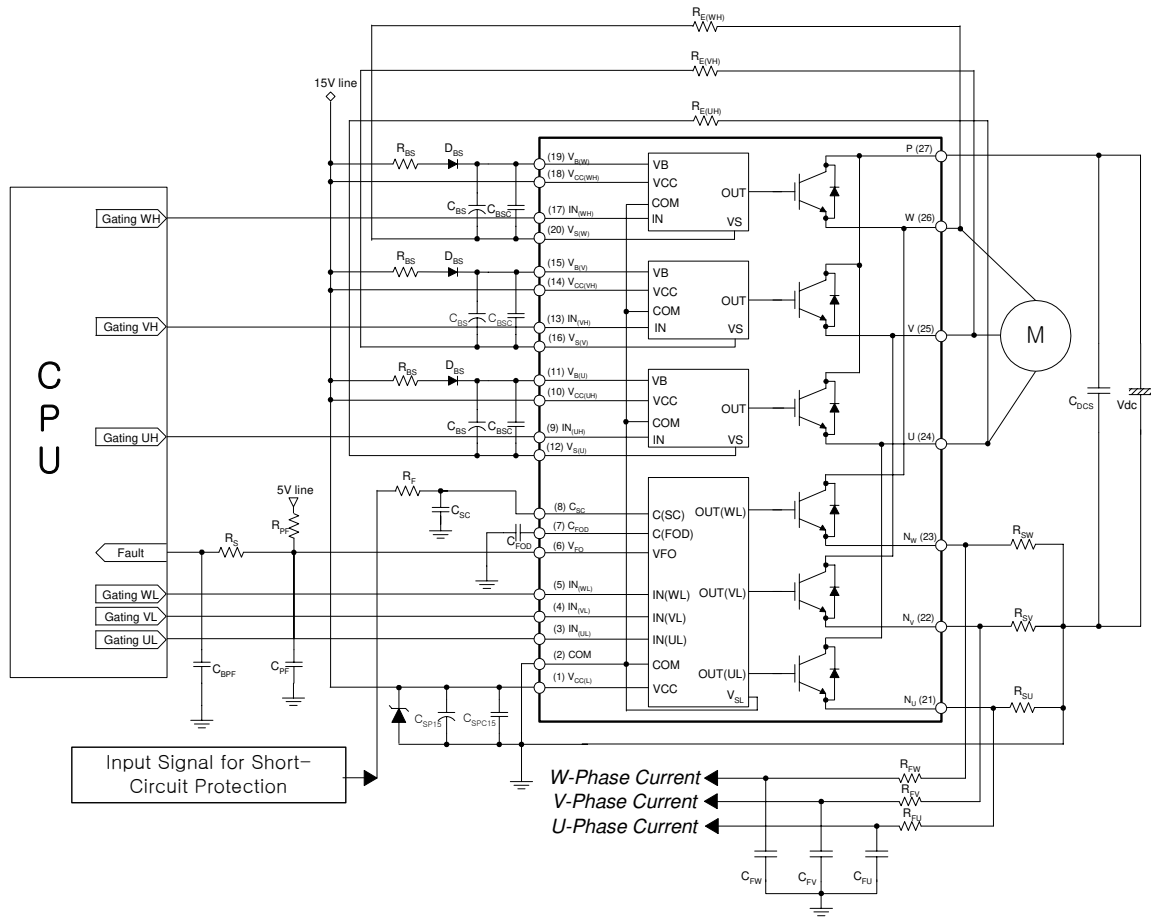 R_E(WH)
R_E(VH)
15V line
R_E(UH)
R_BS
D_BS
(19) V_B(W)
VB
P (27)
(18) V_CC(WH)
VCC
OUT
COM
C_BS
C_BSC
(17) IN_(WH)
IN
W (26)
Gating WH
(20) V_S(W)
VS
R_BS
D_BS
(15) V_B(V)
VB
(14) V_CC(VH)
VCC
OUT
COM
C_BS
C_BSC
(13) IN_(VH)
IN
Gating VH
(16) V_S(V)
VS
V (25)
M
CPU
R_BS
D_BS
(11) V_B(U)
VB
(10) V_CC(UH)
VCC
OUT
C_DCS
Vdc
COM
C_BS
C_BSC
(9) IN_(UH)
IN
Gating UH
(12) V_S(U)
VS
U (24)
R_F
5V line
C_SC
(8) C_SC
C(SC)
OUT(WL)
R_PF
(7) C_FOD
C(FOD)
C_FOD
R_S
Fault
(6) V_FO
VFO
N_W (23)
R_SW
Gating WL
(5) IN_(WL)
IN(WL)
OUT(VL)
Gating VL
(4) IN_(VL)
IN(VL)
N_V (22)
R_SV
Gating UL
(3) IN_(UL)
IN(UL)
(2) COM
COM
OUT(UL)
C_BPF
C_PF
(1) V_CC(L)
VCC
V_SL
N_U (21)
R_SU
C_SP15
C_SPC15
Input Signal for Short-
Circuit Protection
W-Phase Current
R_FW
V-Phase Current
R_FV
U-Phase Current
R_FU
C_FW
C_FV
C_FU